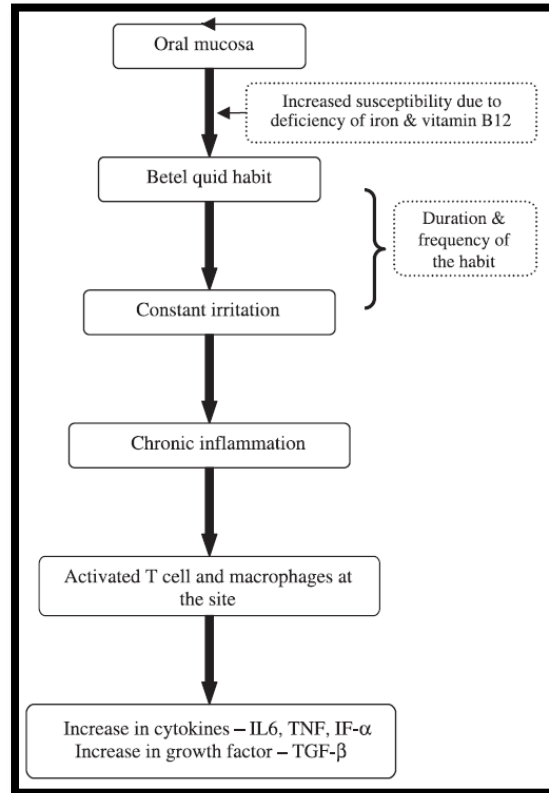 Oral mucosa
Increased susceptibility due to
deficiency of iron & vitamin B12
Betel quid habit
Duration &
frequency of
the habit
Constant irritation
Chronic inflammation
Activated T cell and macrophages at
the site
Increase in cytokines – IL6, TNF, IF-α
Increase in growth factor – TGF-β